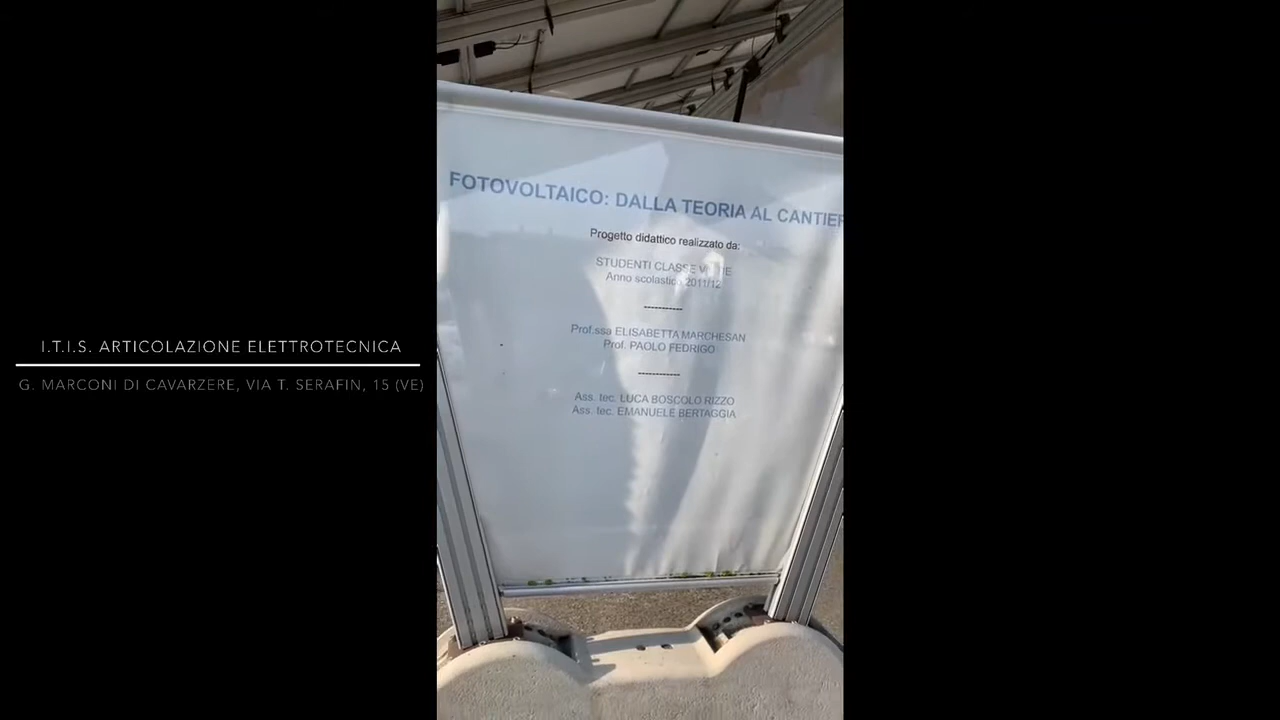 I.T.I.S. ARTICOLAZIONE ELETTROTECNICA
G. MARCONI DI CAVARZERE, VIA T. SERAFIN, 15 (VE)
FOTOVOLTAICO: DALLA TEORIA AL
Progetto didattico realizzato da:
STUDENTI CLASSE
Anno scolastico 2011/12
-----------
Prof.ssa ELISABETTA MARCHESAN
Prof. PAOLO FEDRIGO
------------
Ass. tec. LUCA BOSCOLO RIZZO
Ass. tec. EMANUELE BERTAGGIA